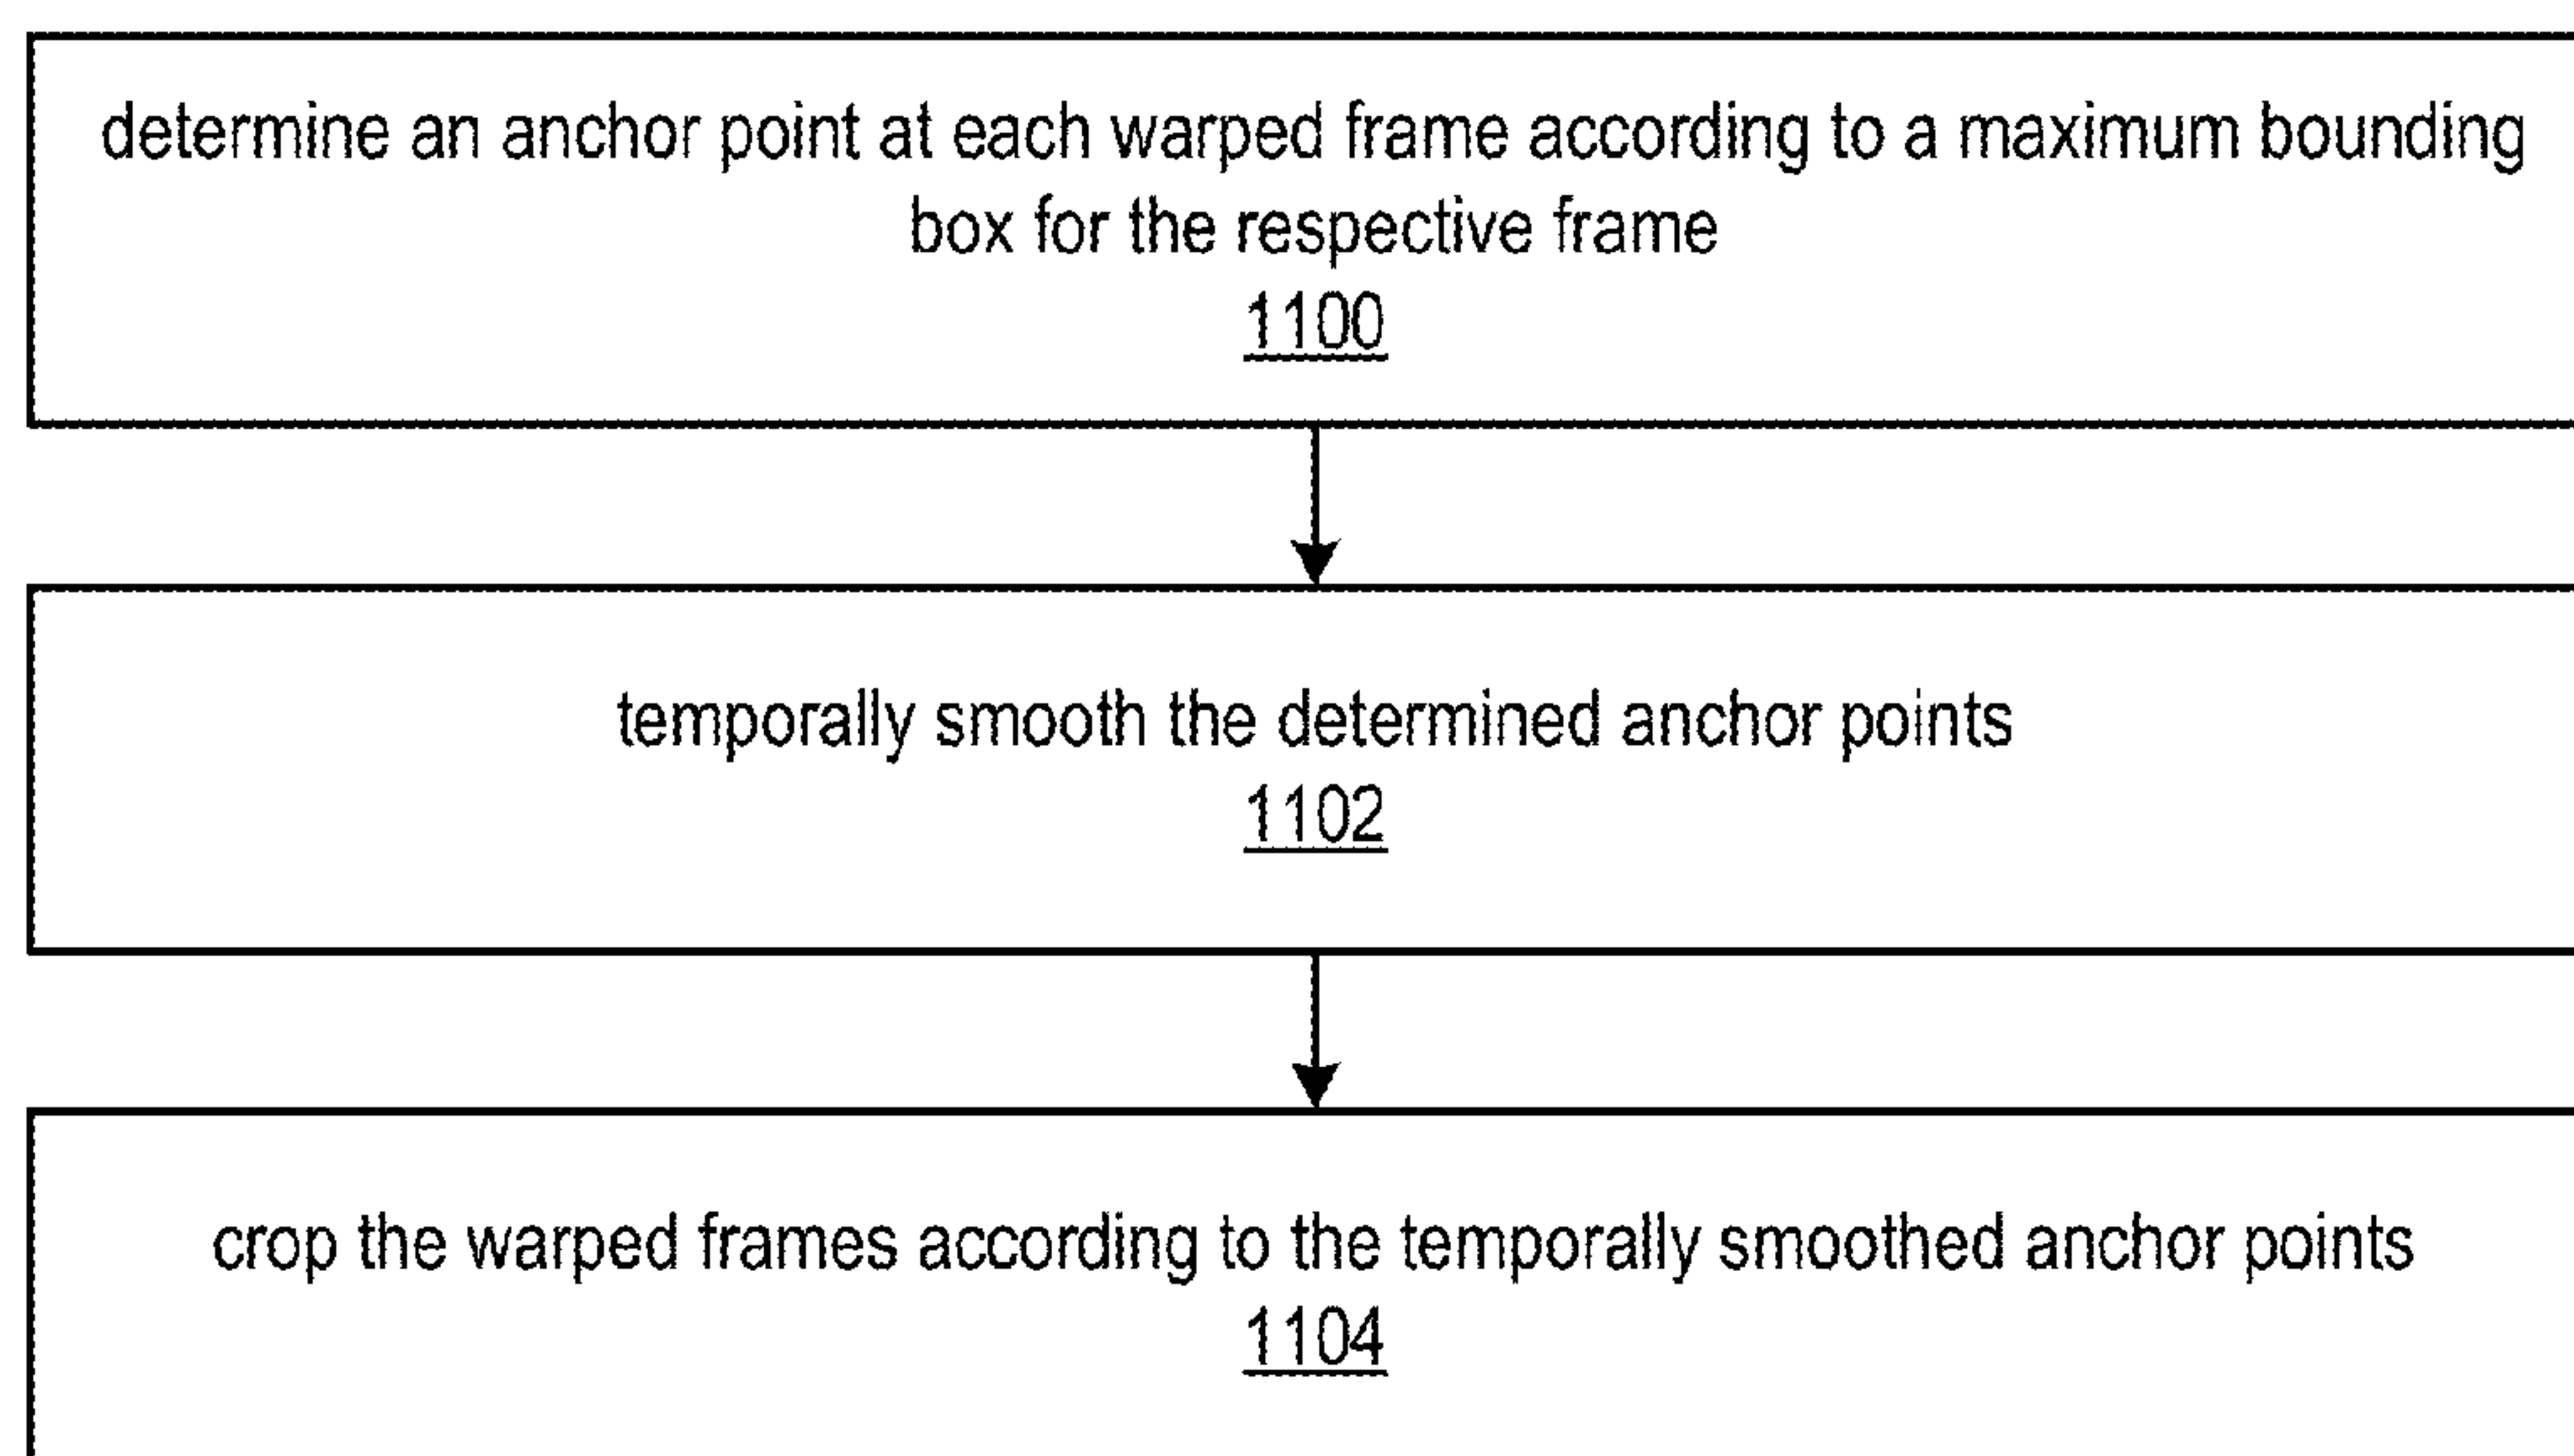 determine an anchor point at each warped frame according to a maximum bounding
box for the respective frame
1100
temporally smooth the determined anchor points
1102
crop the warped frames according to the temporally smoothed anchor points
1104